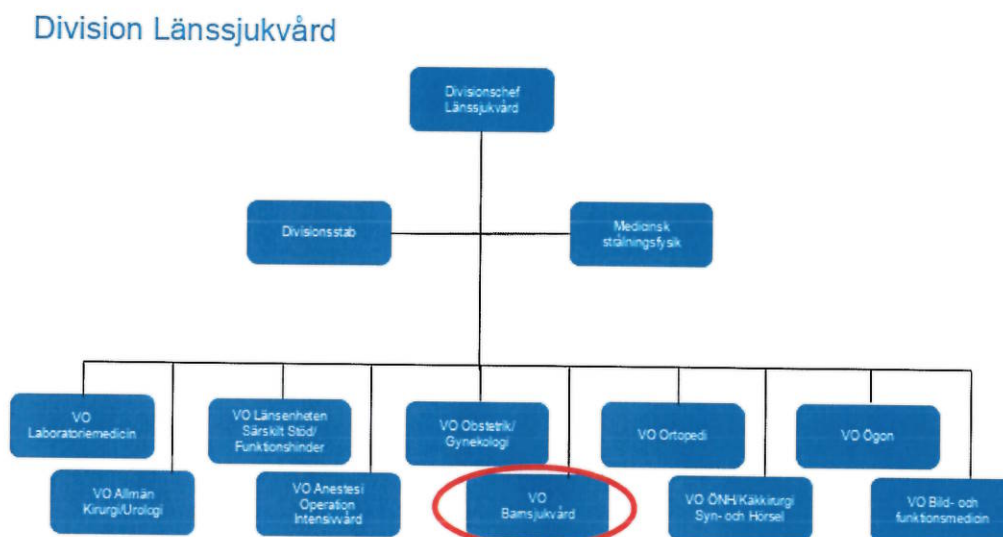 Division Länssjukvård
Divisionschef
Länssjukvård
Divisionsstab
Medicinsk
strålningsfysik
VO
Laboratoriemedicin
VO Länsenheten
Särskilt Stöd/
Funktionshinder
VO Obstetrik/
Gynekologi
VO Ortopedi
VO Ögon
VO Allmän
Kirurgi/Urologi
VO Anestesi
Operation
Intensivvård
VO
Barnsjukvård
VO ÖNH/Käkkirurgi
Syn- och Hörsel
VO Bild- och
funktionsmedicin